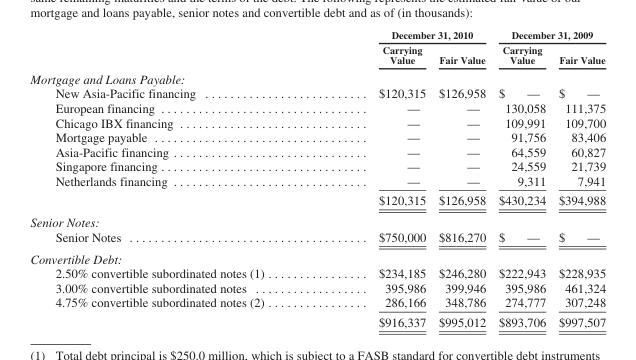 same remaining maturities and the terms of the debt. The following represents the estimated fair value of our
mortgage and loans payable, senior notes and convertible debt and as of (in thousands):
December 31, 2010 December 31, 2009
Carrying Value Fair Value Carrying Value Fair Value
Mortgage and Loans Payable:
New Asia-Pacific financing . . . . . . . . . . . . . . . . . . . . . . . . . . $120,315 $126,958 $ — $ —
European financing . . . . . . . . . . . . . . . . . . . . . . . . . . . . . . . . . — — 130,058 111,375
Chicago IBX financing . . . . . . . . . . . . . . . . . . . . . . . . . . . . . . — — 109,991 109,700
Mortgage payable . . . . . . . . . . . . . . . . . . . . . . . . . . . . . . . . . . — — 91,756 83,406
Asia-Pacific financing . . . . . . . . . . . . . . . . . . . . . . . . . . . . . . . — — 64,559 60,827
Singapore financing . . . . . . . . . . . . . . . . . . . . . . . . . . . . . . . . . — — 24,559 21,739
Netherlands financing . . . . . . . . . . . . . . . . . . . . . . . . . . . . . . . — — 9,311 7,941
$120,315 $126,958 $430,234 $394,988
Senior Notes:
Senior Notes . . . . . . . . . . . . . . . . . . . . . . . . . . . . . . . . . . . . . . $750,000 $816,270 $ — $ —
Convertible Debt:
2.50% convertible subordinated notes (1) . . . . . . . . . . . . . . . . $234,185 $246,280 $222,943 $228,935
3.00% convertible subordinated notes . . . . . . . . . . . . . . . . . . . 395,986 399,946 395,986 461,324
4.75% convertible subordinated notes (2) . . . . . . . . . . . . . . . . 286,166 348,786 274,777 307,248
$916,337 $995,012 $893,706 $997,507
(1) Total debt principal is $250.0 million, which is subject to a FASB standard for convertible debt instruments